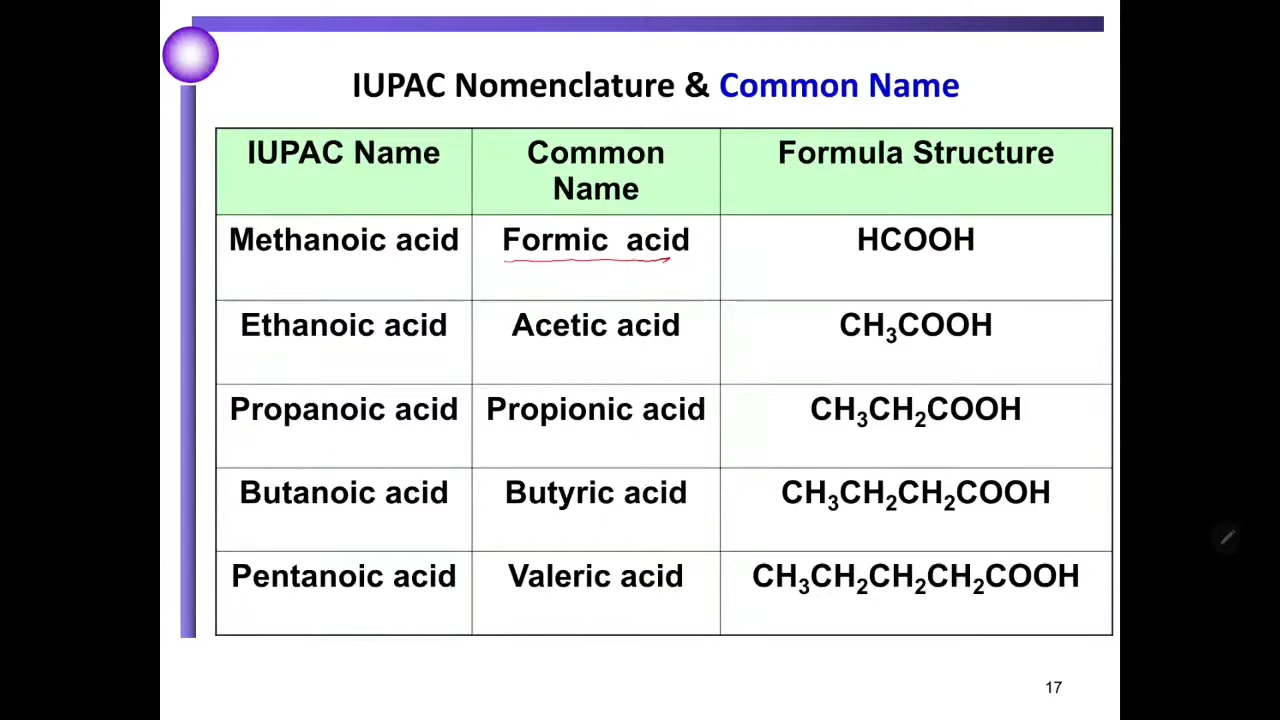 IUPAC Nomenclature & Common Name
IUPAC Name
Common
Name
Formula Structure
Methanoic acid
Formic acid
HCOOH
Ethanoic acid
Acetic acid
CH₃COOH
Propanoic acid
Propionic acid
CH₃CH₂COOH
Butanoic acid
Butyric acid
CH₃CH₂CH₂COOH
Pentanoic acid
Valeric acid
CH₃CH₂CH₂CH₂COOH
17